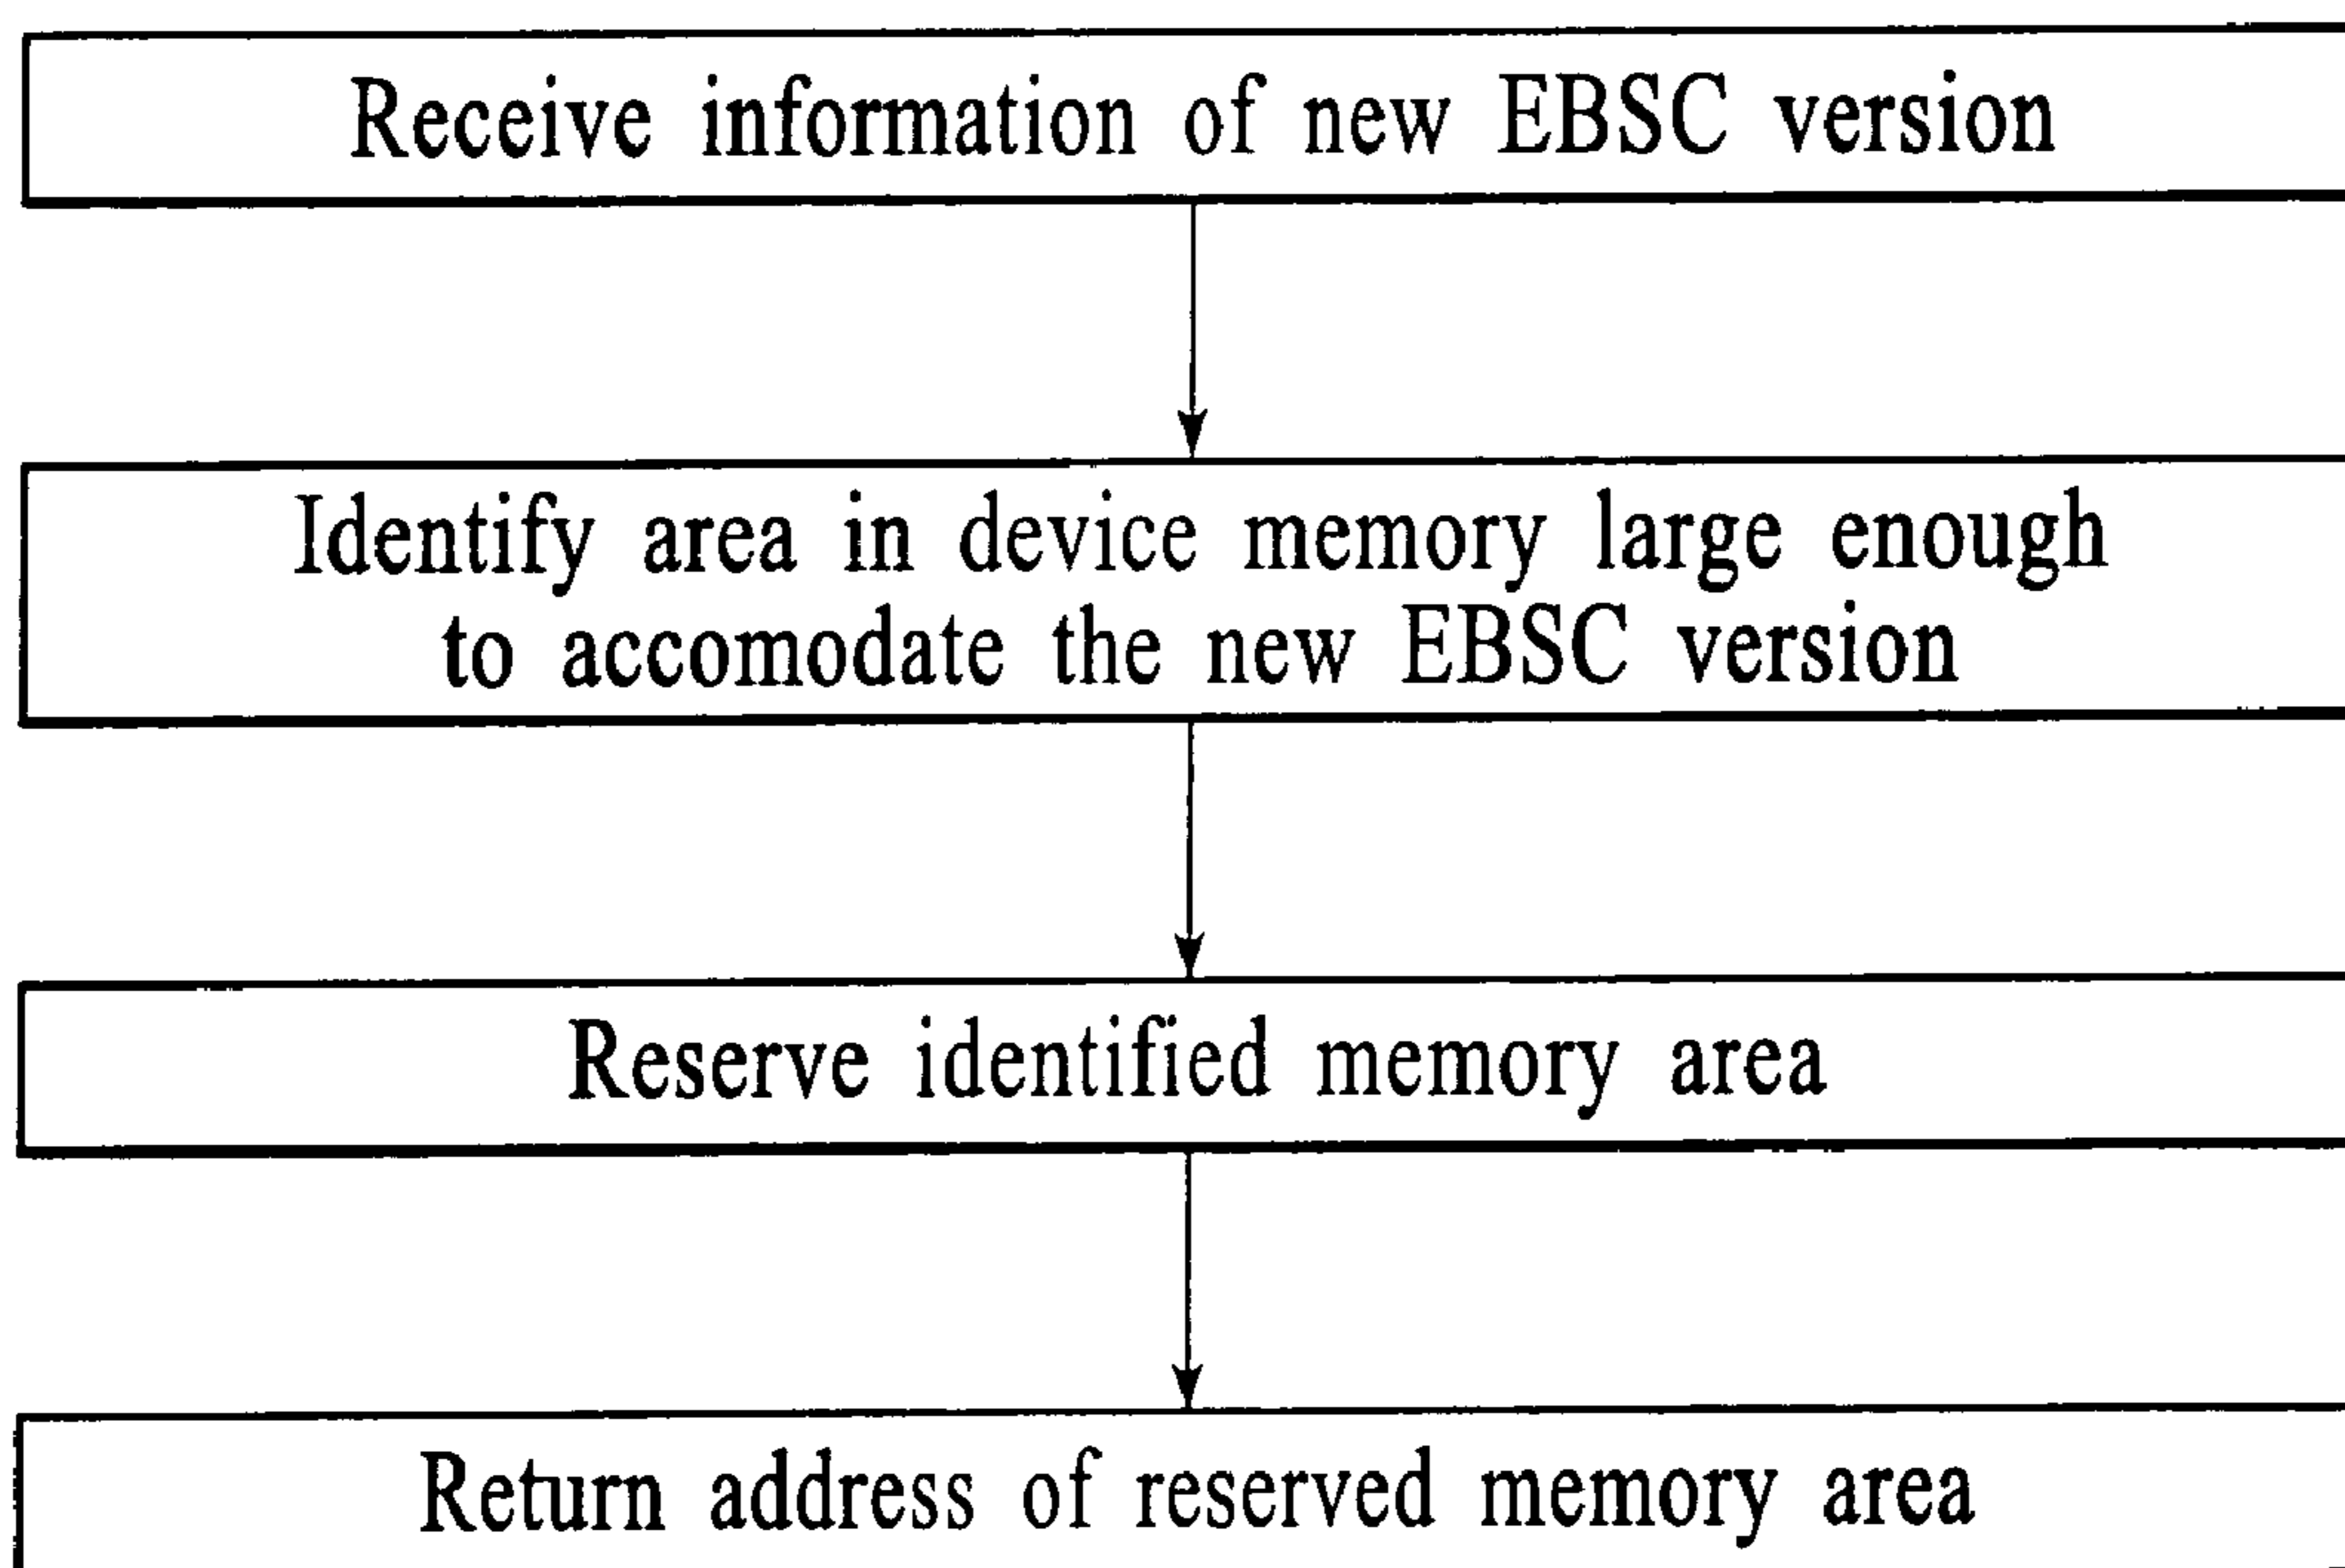 Receive information of new EBSC version
Identify area in device memory large enough
to accomodate the new EBSC version
Reserve identified memory area
Return address of reserved memory area